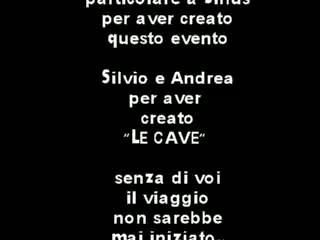 particolare a Sirius
per aver creato
questo evento
Silvio e Andrea
per aver
creato
"LE CAVE"
senza di voi
il viaggio
non sarebbe
mai iniziato..